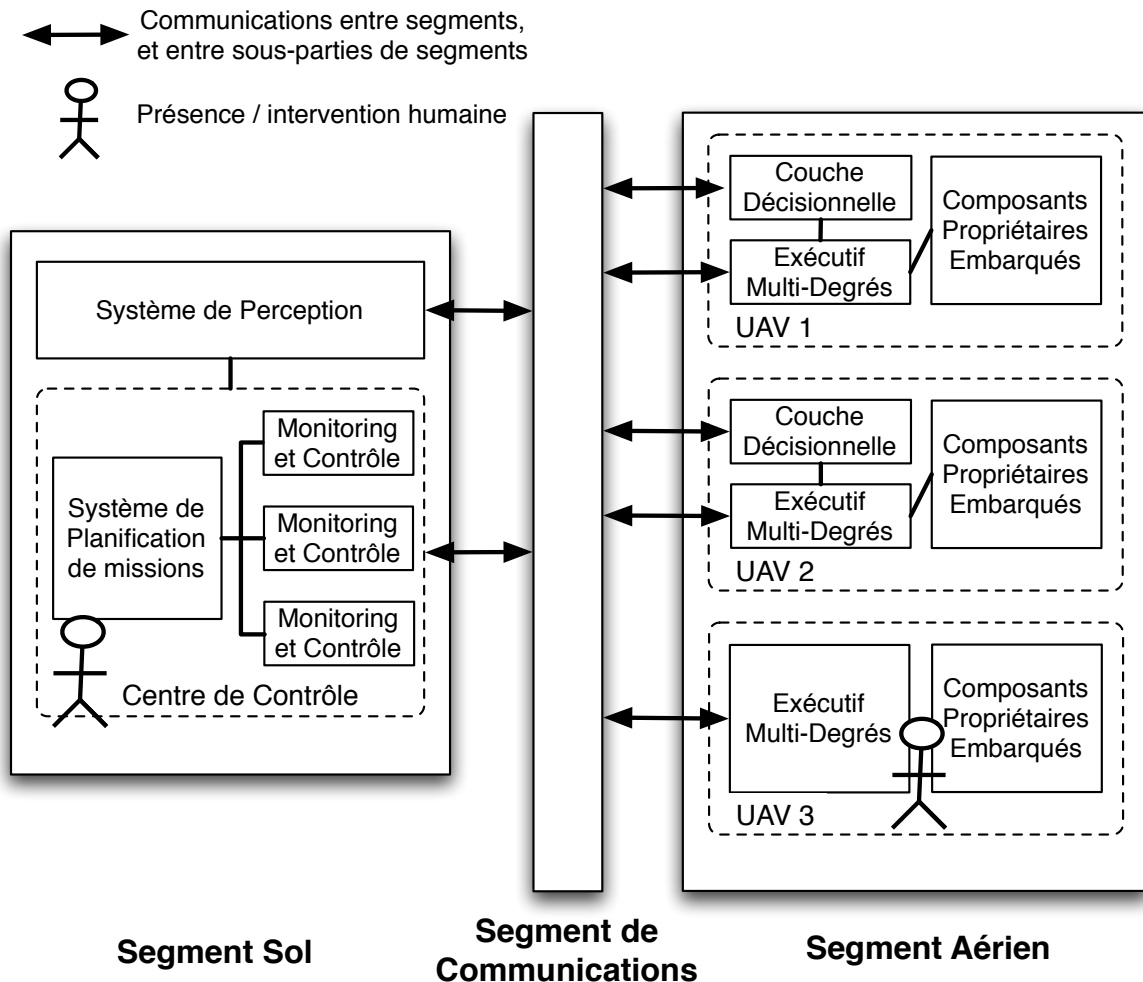 Communications entre segments,
et entre sous-parties de segments
Présence / intervention humaine
Système de Perception
Système de
Planification
de missions
Monitoring
et Contrôle
Monitoring
et Contrôle
Monitoring
et Contrôle
Centre de Contrôle
Couche
Décisionnelle
Exécutif
Multi-Degrés
Composants
Propriétaires
Embarqués
UAV 1
Couche
Décisionnelle
Exécutif
Multi-Degrés
Composants
Propriétaires
Embarqués
UAV 2
Exécutif
Multi-Degrés
Composants
Propriétaires
Embarqués
UAV 3
Segment Sol
Segment de
Communications
Segment Aérien